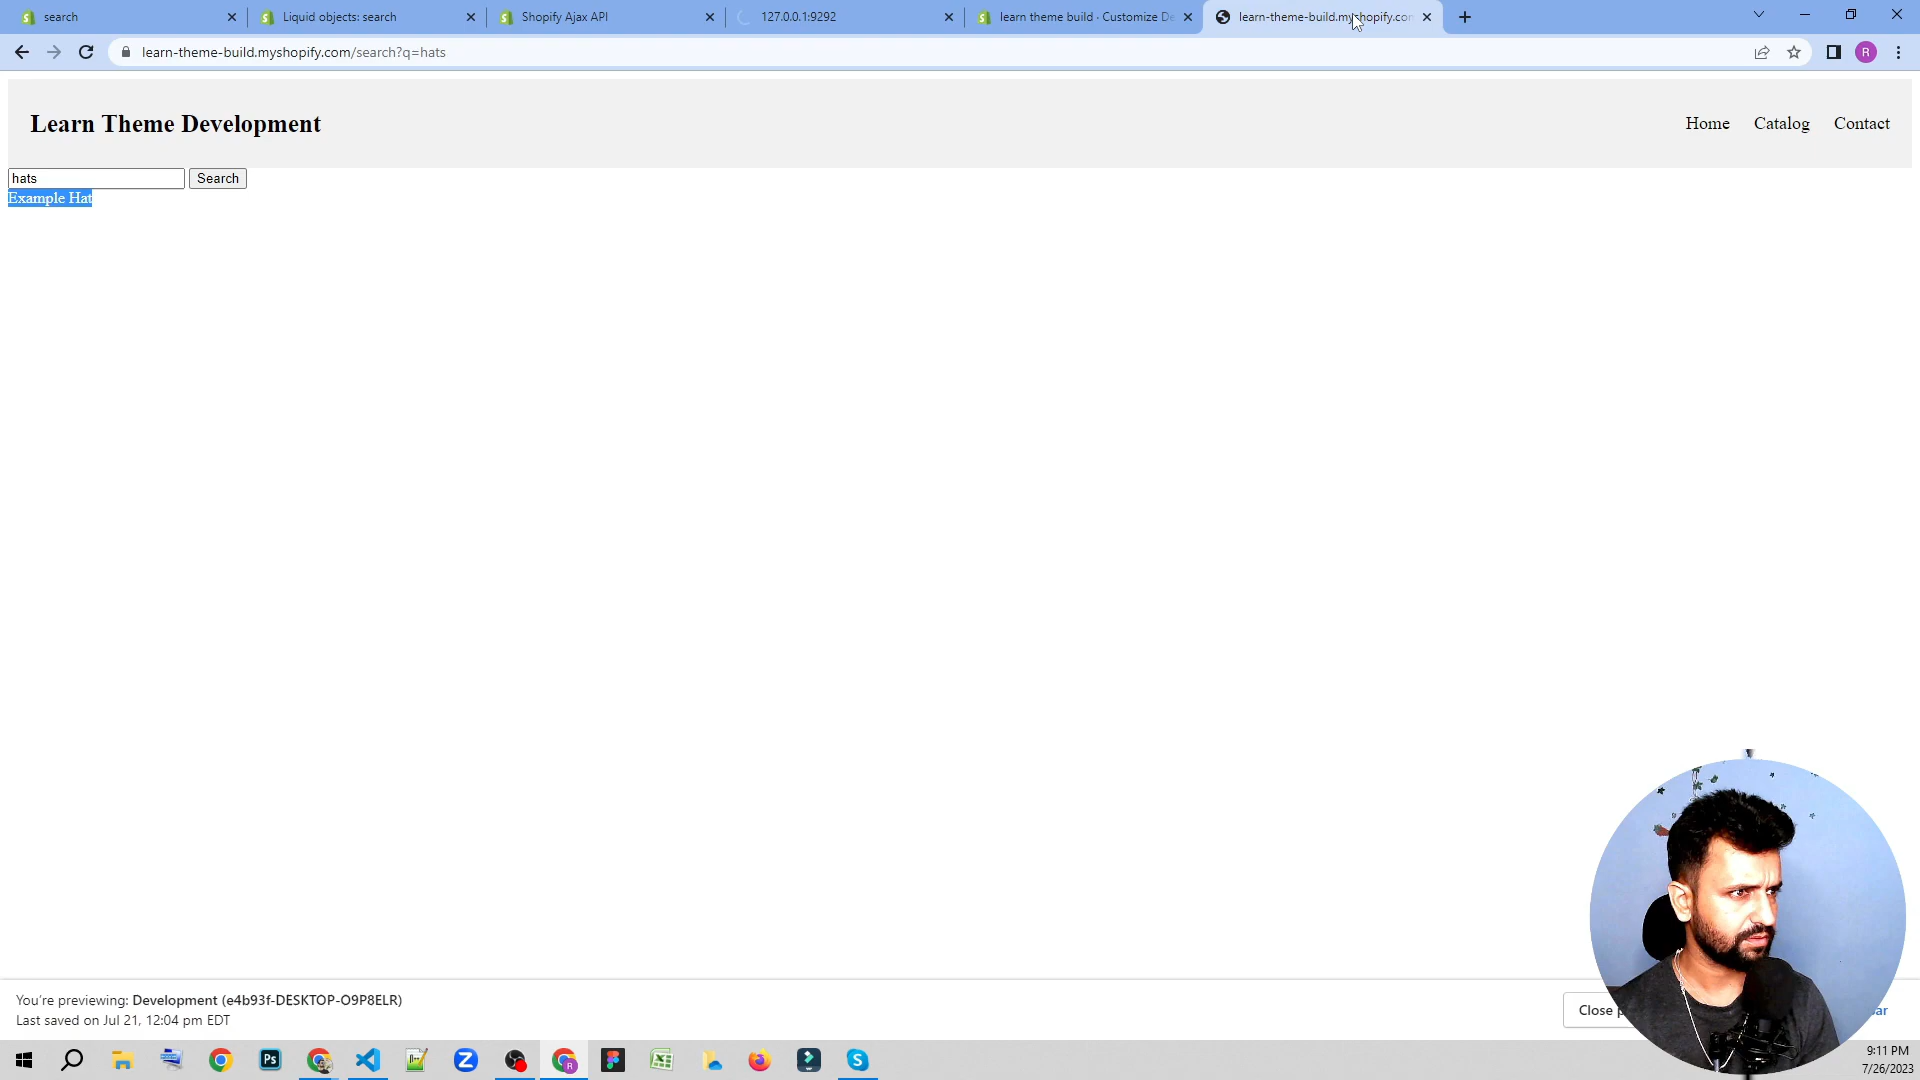 search
Liquid objects: search
Shopify Ajax API
127.0.0.1:9292
learn theme build · Customize De
learn-theme-build.myshopify.com
learn-theme-build.myshopify.com/search?q=hats
R
Learn Theme Development
Home
Catalog
Contact
hats
Search
Example Hat
You're previewing: Development (e4b93f-DESKTOP-O9P8ELR)
Last saved on Jul 21, 12:04 pm EDT
Close p
Ps
R
9:11 PM
7/26/2023